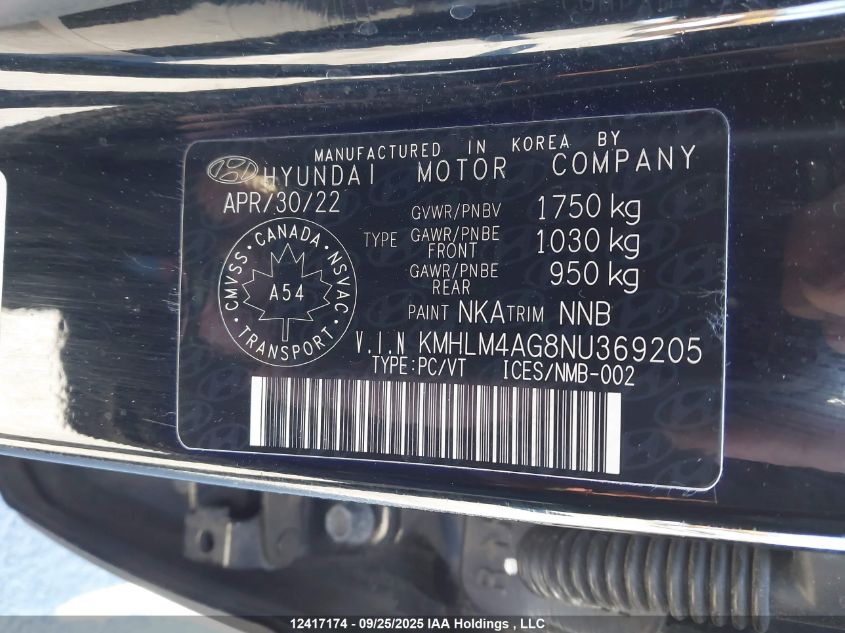 MANUFACTURED IN KOREA BY
HYUNDAI MOTOR COMPANY
APR/30/22
GVWR/PNBV 1750 kg
TYPE GAWR/PNBE FRONT 1030 kg
GAWR/PNBE REAR 950 kg
CMVSS • CANADA • NSVAC • TRANSPORT •
A54
PAINT NKA TRIM NNB
V.I.N KMHLM4AG8NU369205
TYPE:PC/VT ICES/NMB-002
12417174 - 09/25/2025 IAA Holdings , LLC